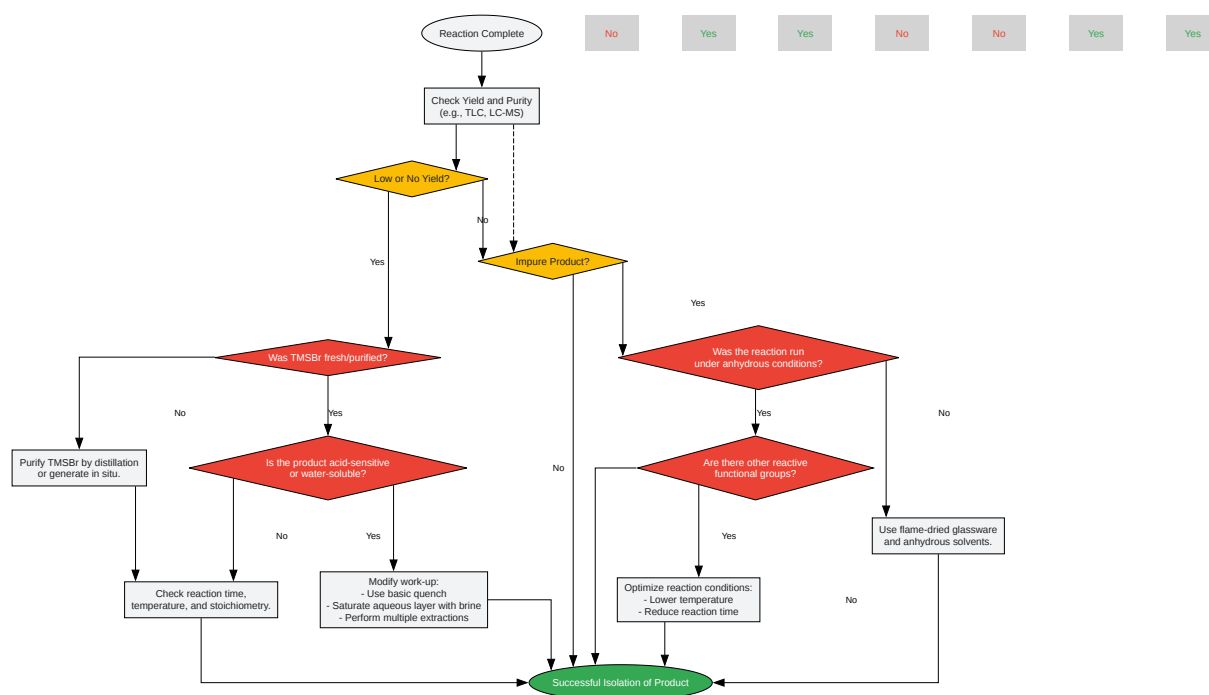 Reaction Complete
No
Yes
Yes
No
No
Yes
Yes
Check Yield and Purity
(e.g., TLC, LC-MS)
Low or No Yield?
No
Yes
Impure Product?
Yes
Was TMSBr fresh/purified?
Was the reaction run
under anhydrous conditions?
No
Yes
Yes
No
Purify TMSBr by distillation
or generate in situ.
Is the product acid-sensitive
or water-soluble?
No
Are there other reactive
functional groups?
No
Yes
Yes
Use flame-dried glassware
and anhydrous solvents.
Check reaction time,
temperature, and stoichiometry.
Modify work-up:
- Use basic quench
- Saturate aqueous layer with brine
- Perform multiple extractions
Optimize reaction conditions:
- Lower temperature
- Reduce reaction time
No
Successful Isolation of Product